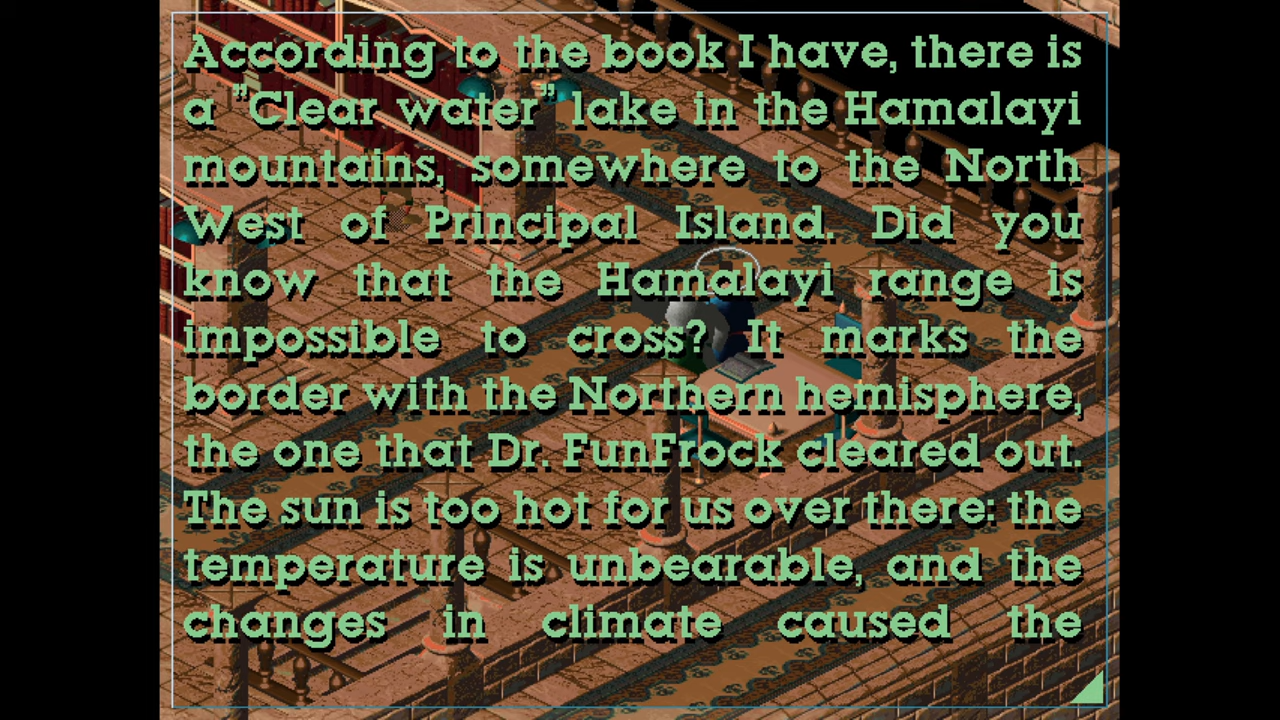 According to the book I have, there is
a "Clear water" lake in the Hamalayi
mountains, somewhere to the North
West of Principal Island. Did you
know that the Hamalayi range is
impossible to cross? It marks the
border with the Northern hemisphere,
the one that Dr. FunFrock cleared out.
The sun is too hot for us over there: the
temperature is unbearable, and the
changes in climate caused the